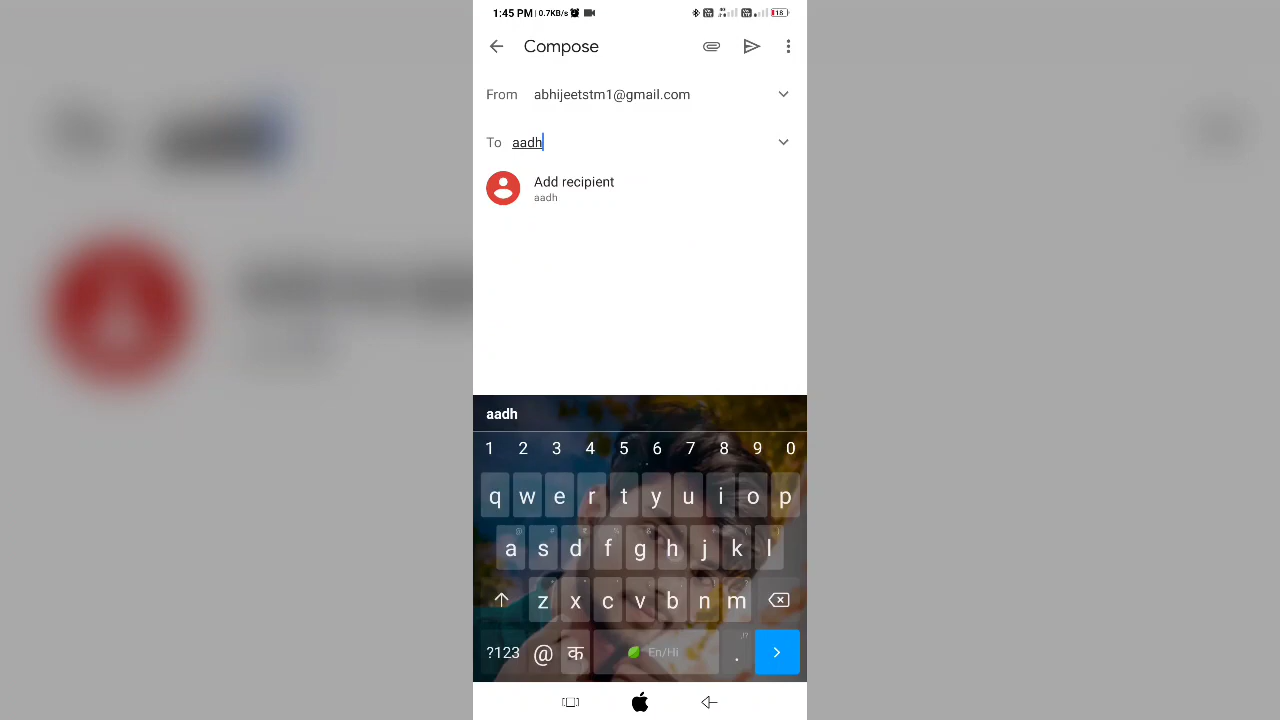 1:45 PM | 0.7KB/s
18
Compose
From abhijeetstm1@gmail.com
To aadh
Add recipient
aadh
aadh
1 2 3 4 5 6 7 8 9 0
q w e r t y u i o p
a s d f g h j k l
z x c v b n m
?123 @ क En/Hi .